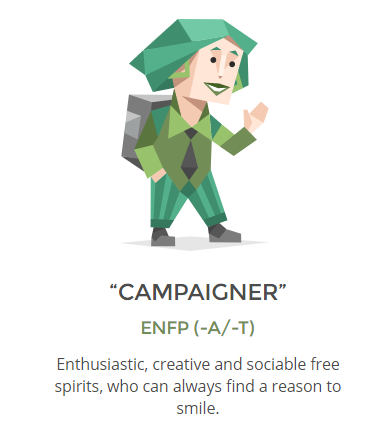 “CAMPAIGNER”
ENFP (-A/-T)
Enthusiastic, creative and sociable free
spirits, who can always find a reason to
smile.